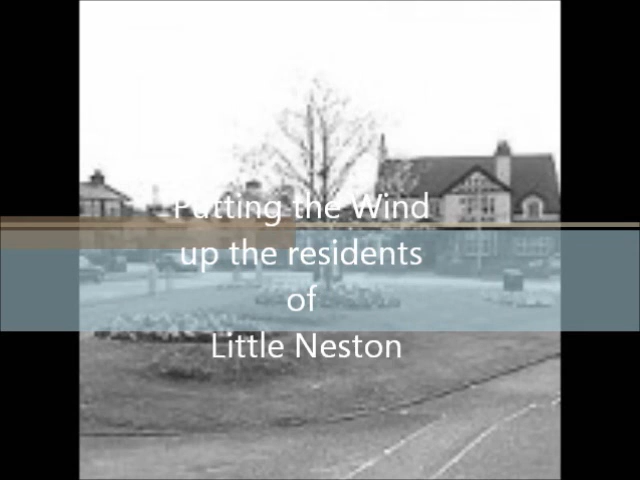 Putting the Wind
up the residents
of
Little Neston